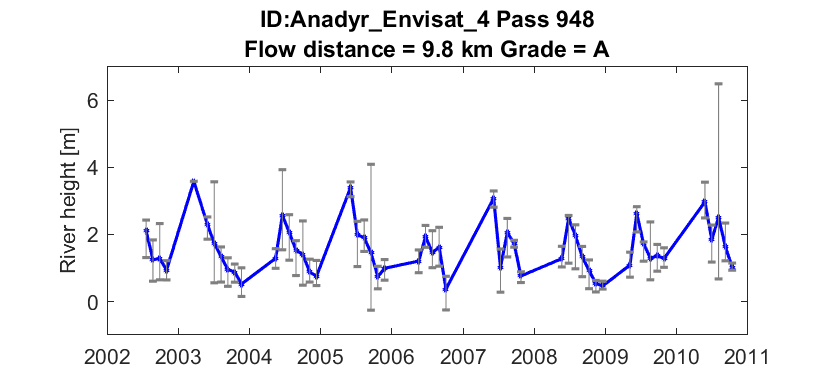 ID:Anadyr_Envisat_4 Pass 948
Flow distance = 9.8 km Grade = A
River height [m]
6
4
2
0
2002 2003 2004 2005 2006 2007 2008 2009 2010 2011